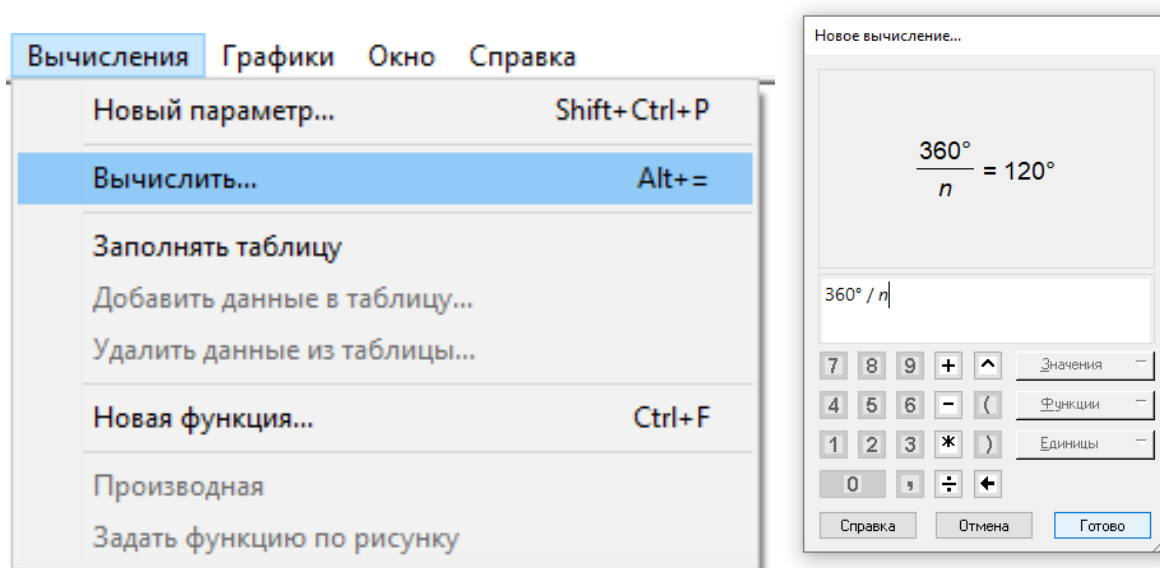 Вычисления Графики Окно Справка
Новый параметр... Shift+Ctrl+P
Вычислить... Alt+=
Заполнять таблицу
Добавить данные в таблицу...
Удалить данные из таблицы...
Новая функция... Ctrl+F
Производная
Задать функцию по рисунку
Новое вычисление...
360°
n
= 120°
360° / n
7 8 9 + ^ Значения
4 5 6 - ( Функции
1 2 3 * ) Единицы
0 , ÷ ←
Справка Отмена Готово